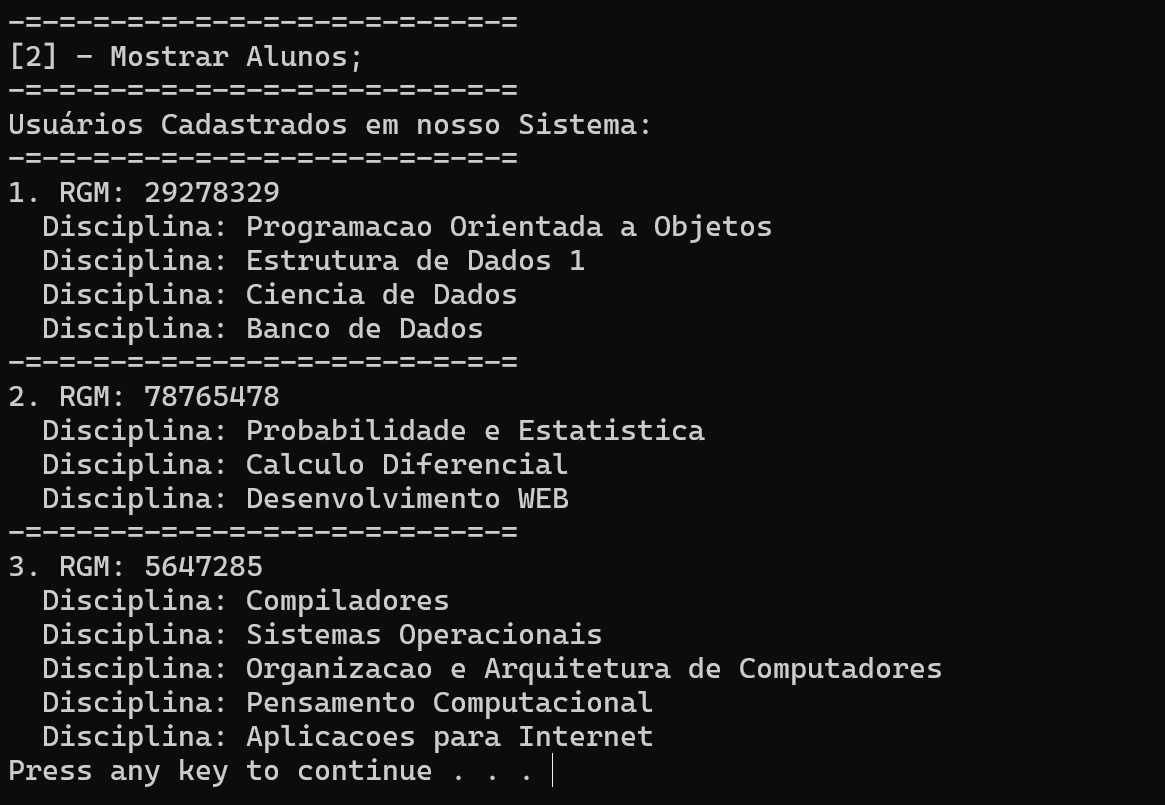 -=-=-=-=-=-=-=-=-=-=-=-=-=-=-=
[2] - Mostrar Alunos;
-=-=-=-=-=-=-=-=-=-=-=-=-=-=-=
Usuários Cadastrados em nosso Sistema:
-=-=-=-=-=-=-=-=-=-=-=-=-=-=-=
1. RGM: 29278329
  Disciplina: Programacao Orientada a Objetos
  Disciplina: Estrutura de Dados 1
  Disciplina: Ciencia de Dados
  Disciplina: Banco de Dados
-=-=-=-=-=-=-=-=-=-=-=-=-=-=-=
2. RGM: 78765478
  Disciplina: Probabilidade e Estatistica
  Disciplina: Calculo Diferencial
  Disciplina: Desenvolvimento WEB
-=-=-=-=-=-=-=-=-=-=-=-=-=-=-=
3. RGM: 5647285
  Disciplina: Compiladores
  Disciplina: Sistemas Operacionais
  Disciplina: Organizacao e Arquitetura de Computadores
  Disciplina: Pensamento Computacional
  Disciplina: Aplicacoes para Internet
Press any key to continue . . .